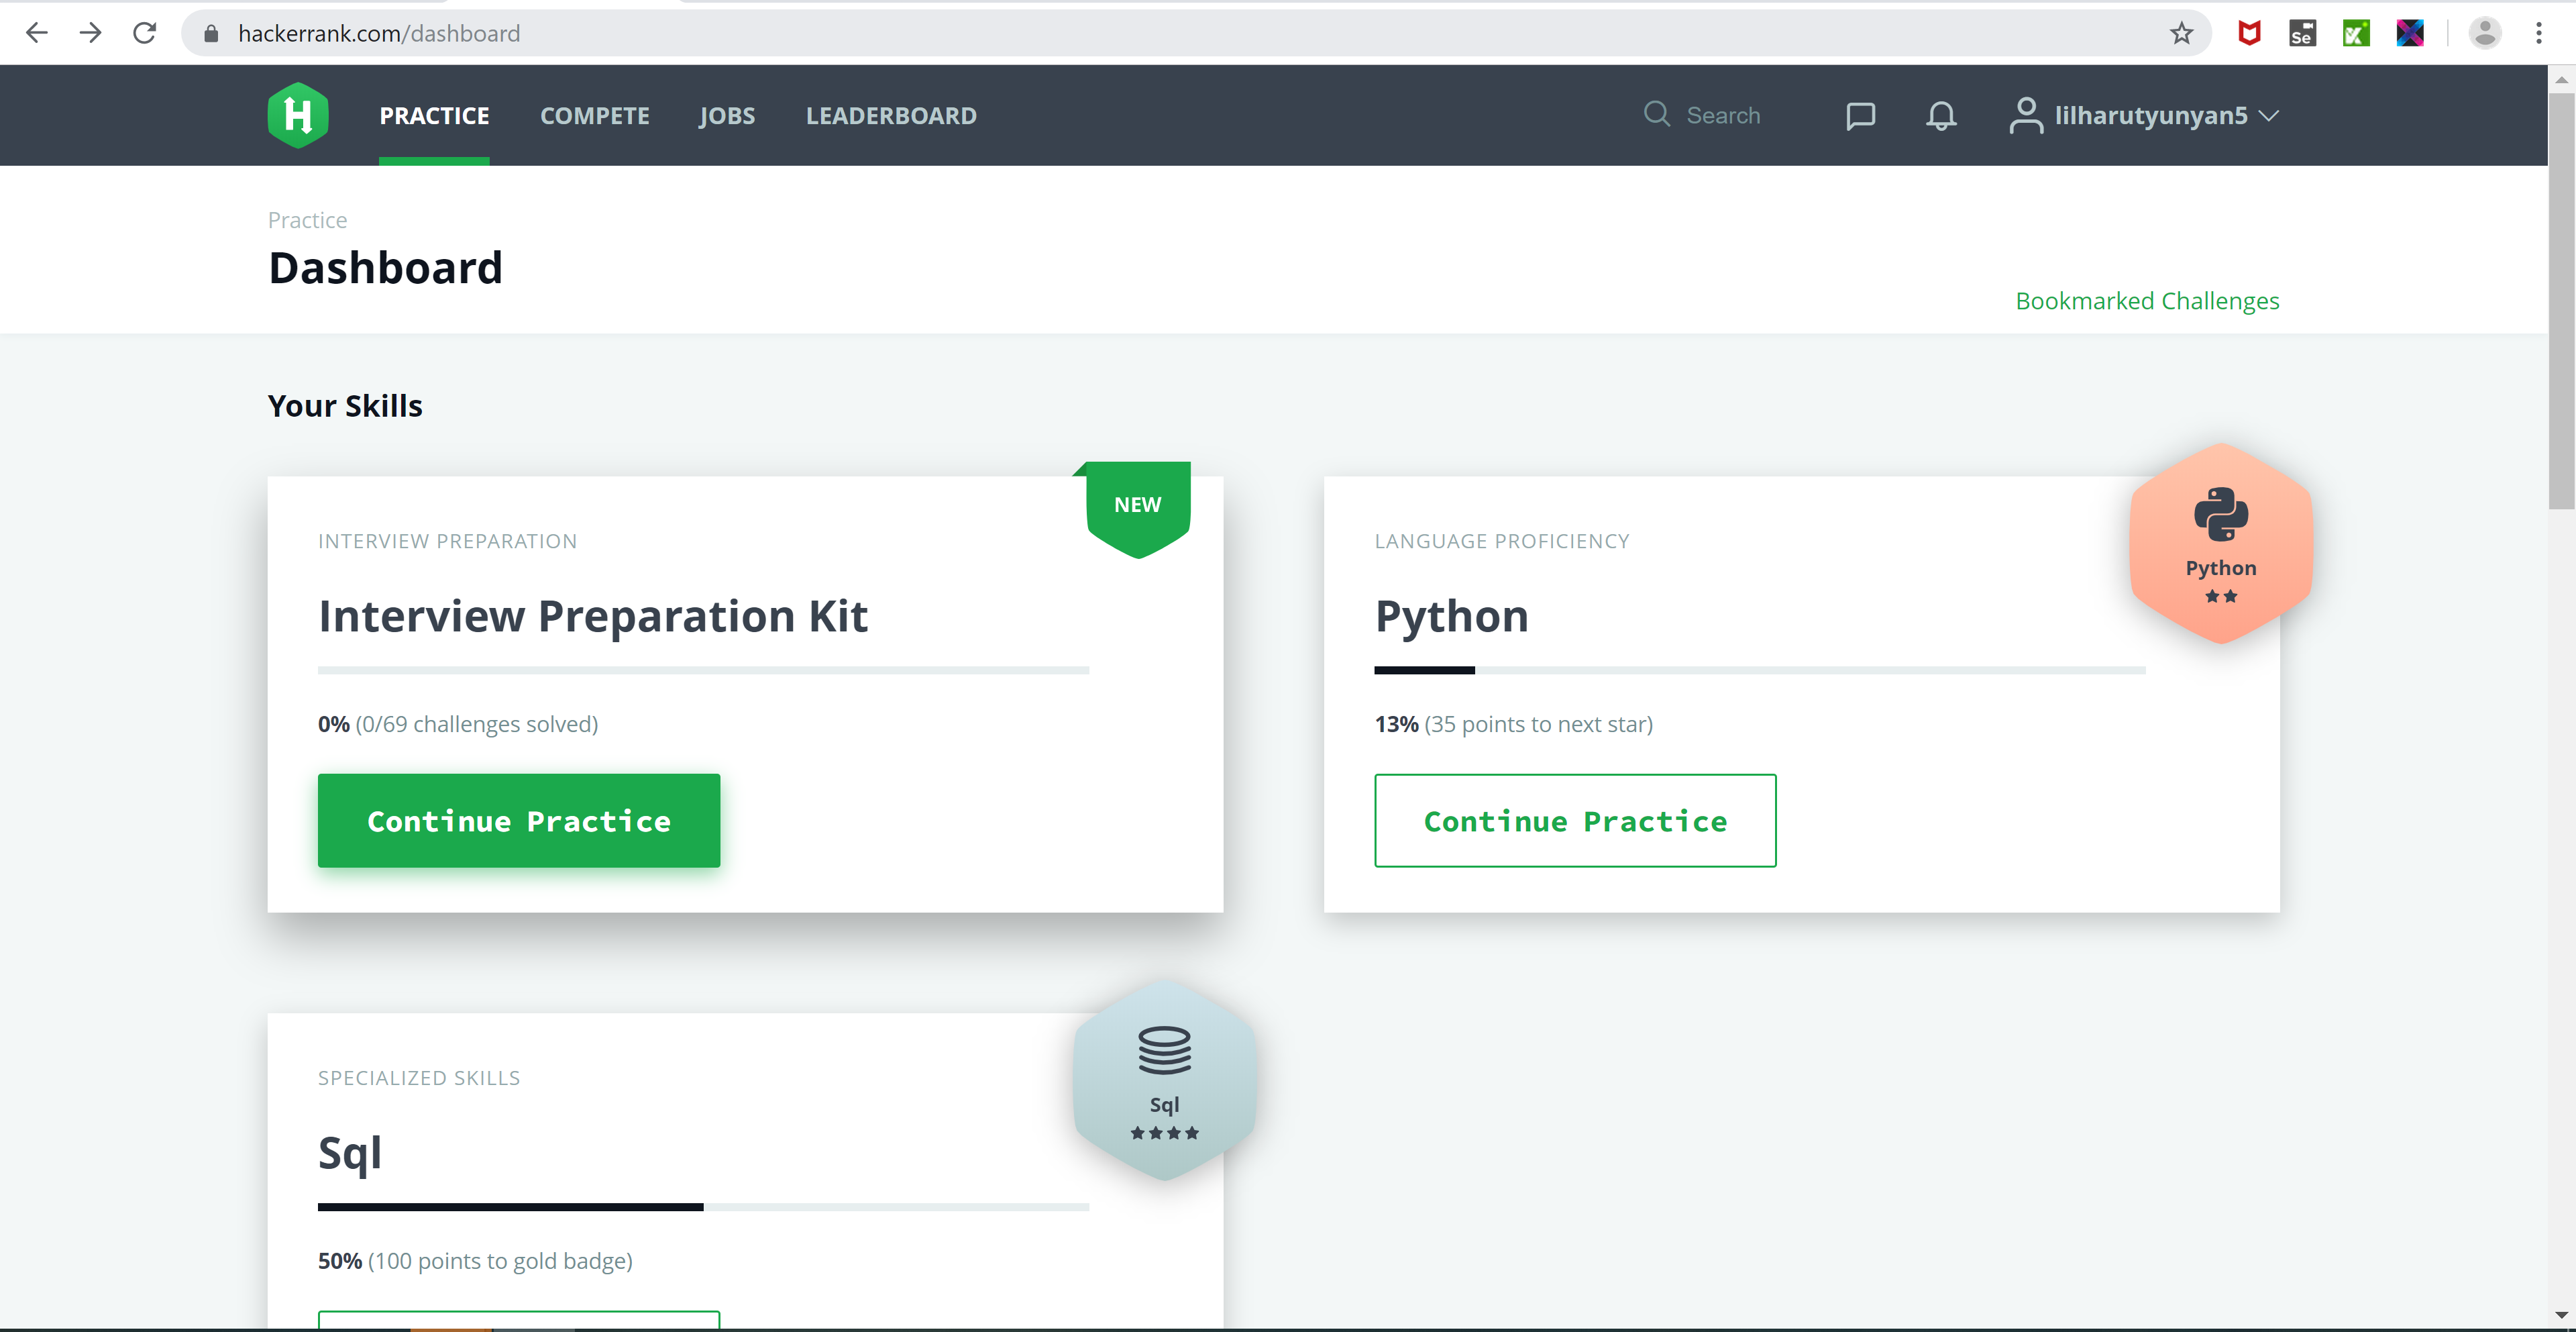 hackerrank.com/dashboard
Se
H
PRACTICE COMPETE JOBS LEADERBOARD Search lilharutyunyan5
Practice
Dashboard
Bookmarked Challenges
Your Skills
NEW
INTERVIEW PREPARATION
Interview Preparation Kit
0% (0/69 challenges solved)
Continue Practice
LANGUAGE PROFICIENCY
Python
Python
13% (35 points to next star)
Continue Practice
SPECIALIZED SKILLS
Sql
Sql
50% (100 points to gold badge)